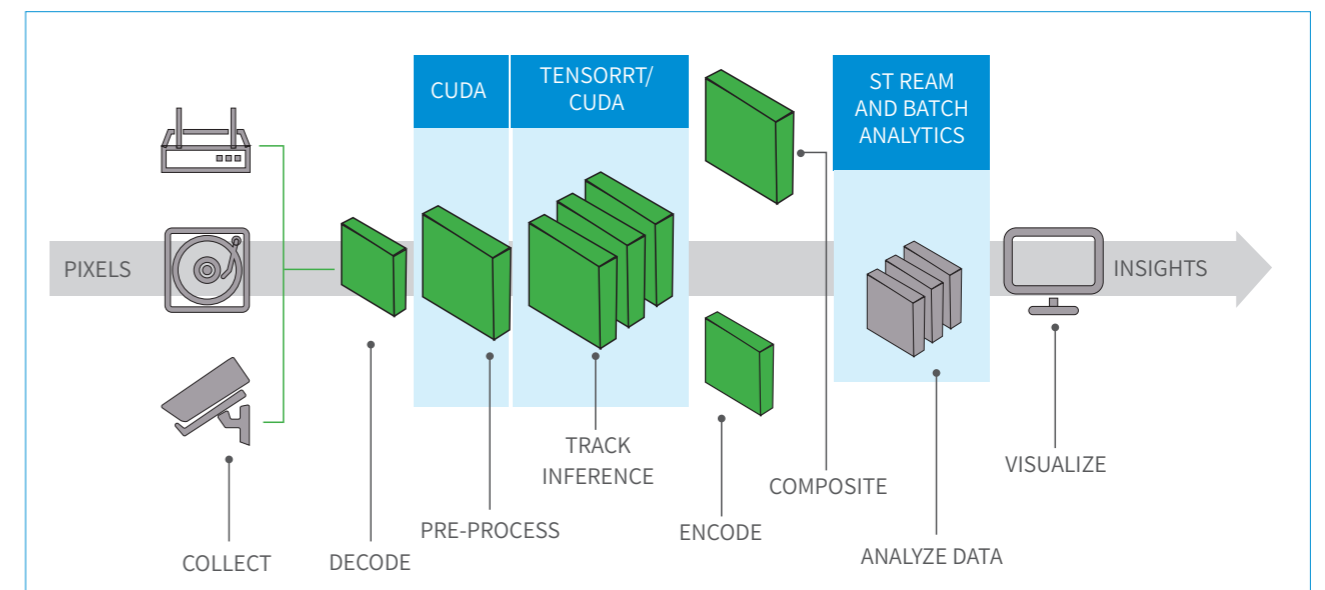 CUDA
TENSORRT/
CUDA
ST REAM
AND BATCH
ANALYTICS
PIXELS
INSIGHTS
COLLECT
DECODE
PRE-PROCESS
TRACK
INFERENCE
ENCODE
COMPOSITE
ANALYZE DATA
VISUALIZE